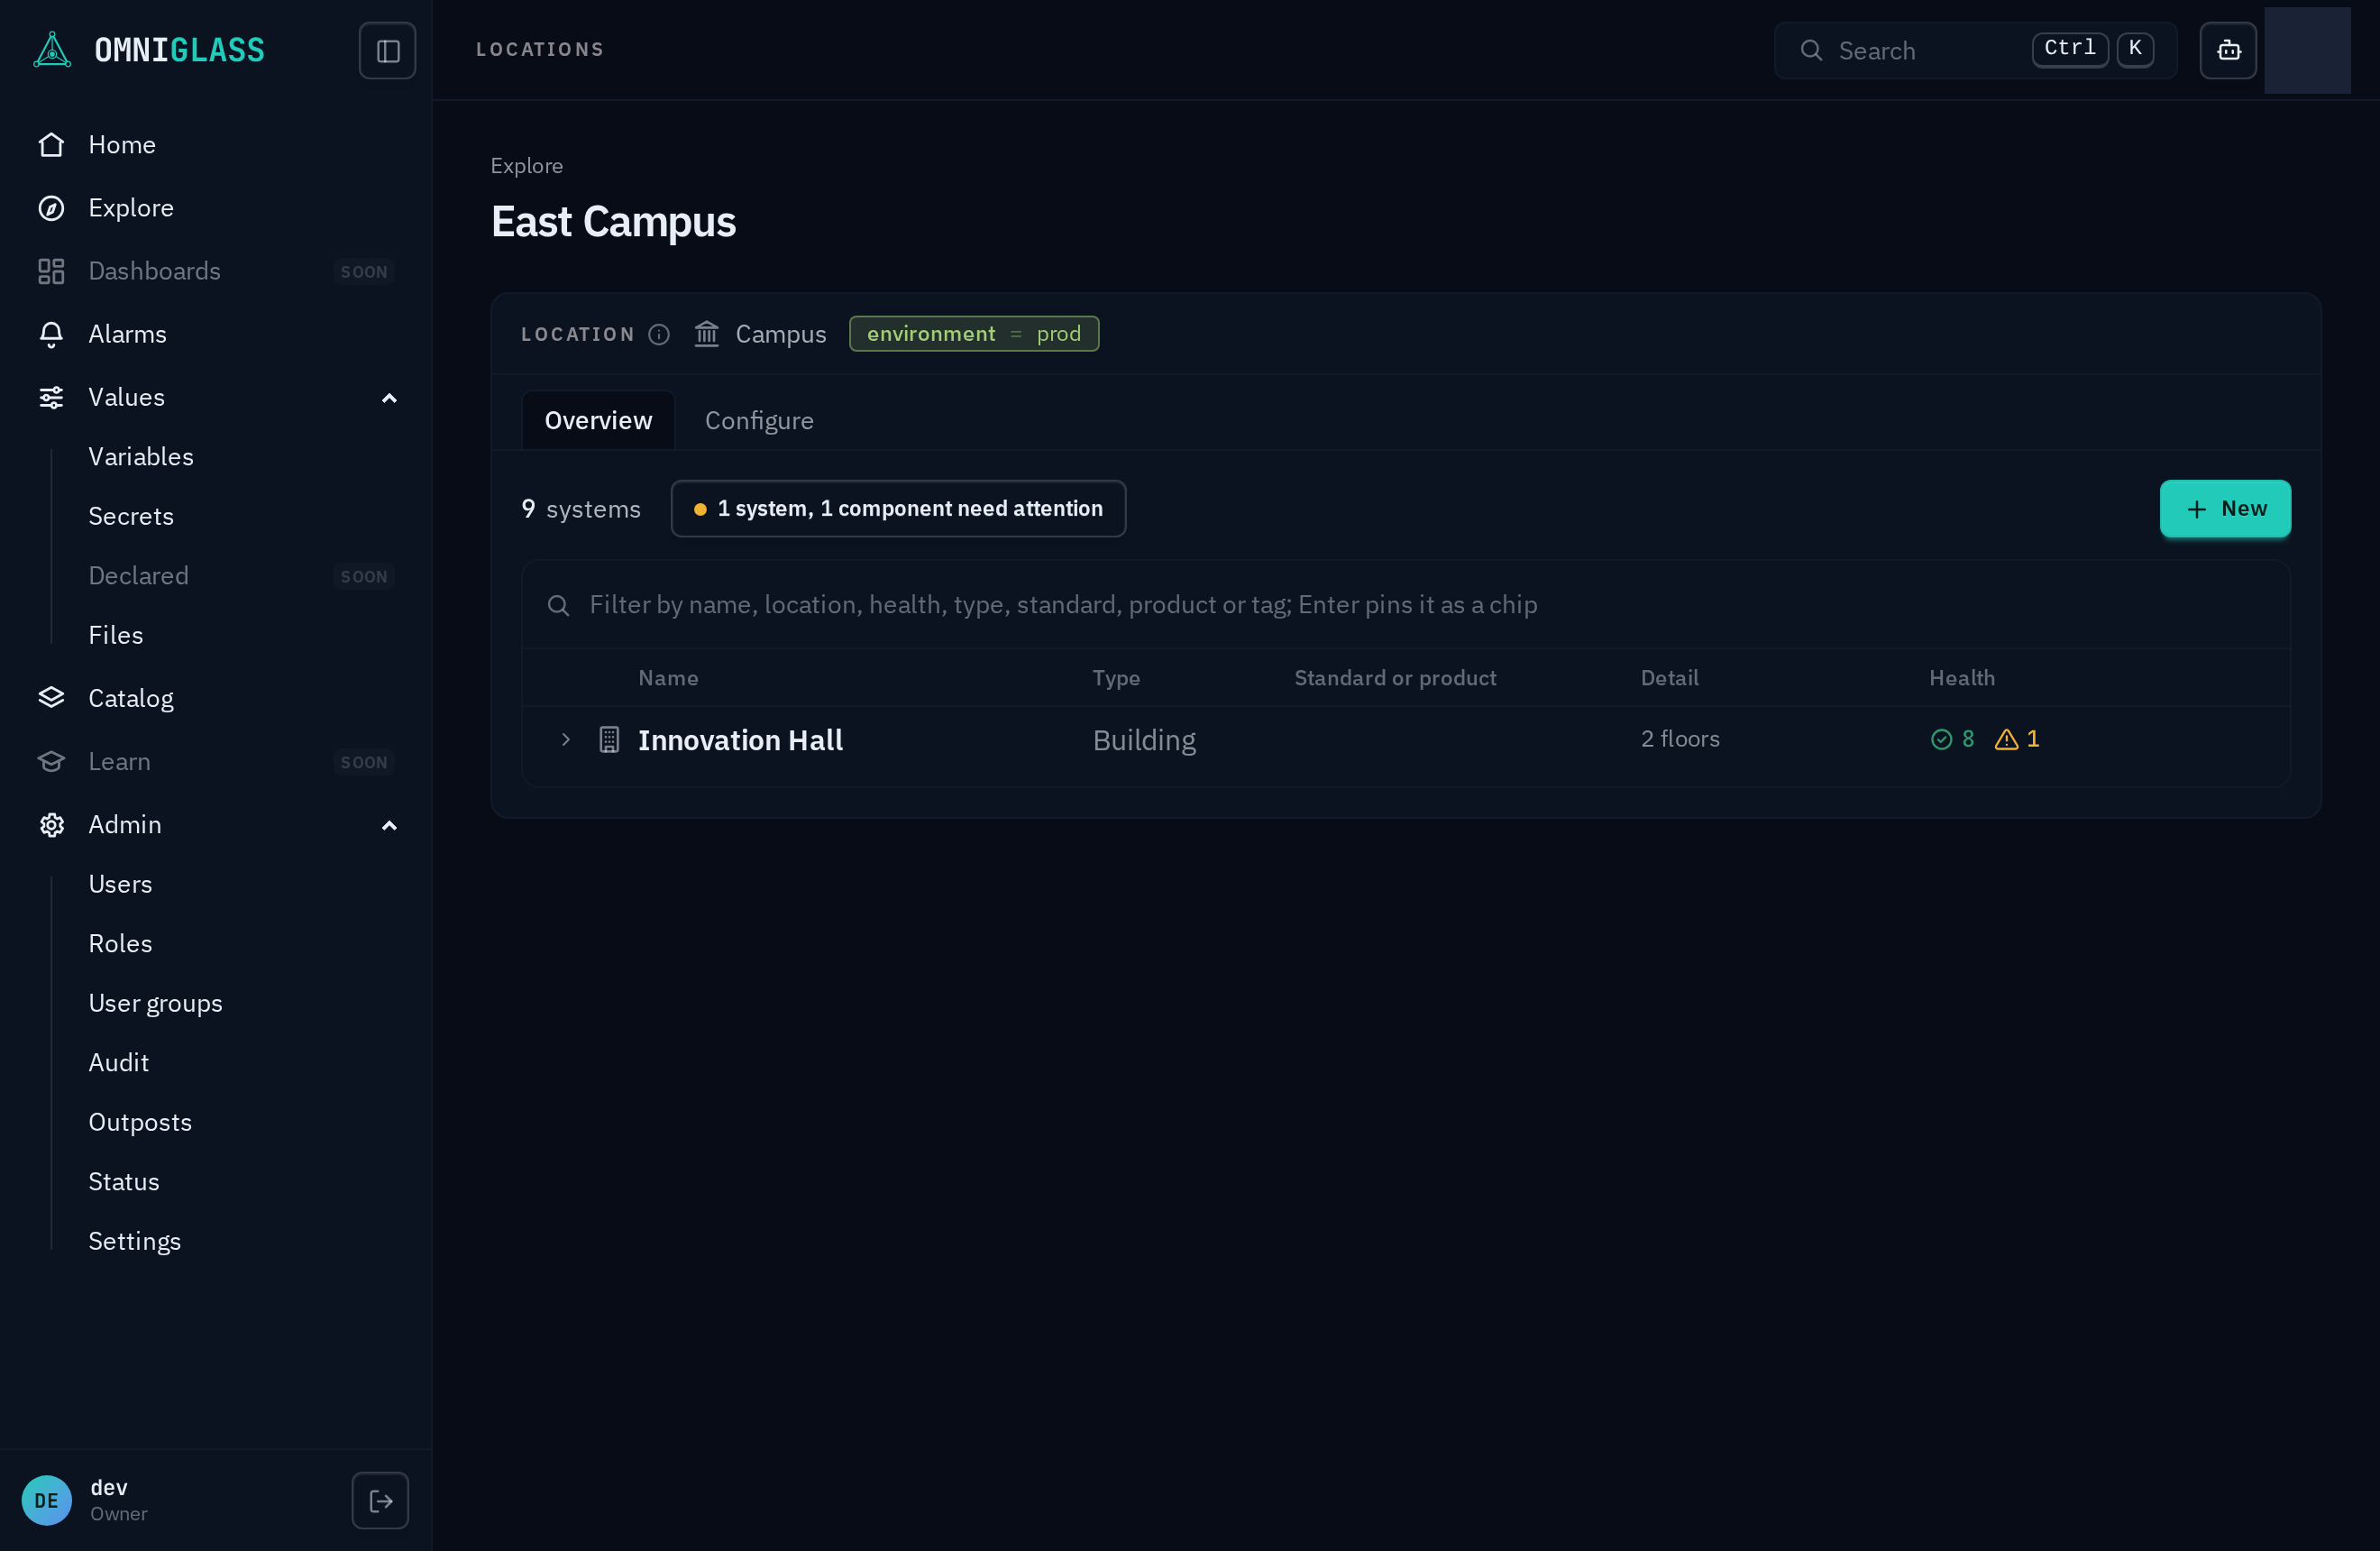 OMNIGLASS
Home
Explore
Dashboards SOON
Alarms
Values
Variables
Secrets
Declared SOON
Files
Catalog
Learn SOON
Admin
Users
Roles
User groups
Audit
Outposts
Status
Settings
DE dev
Owner
LOCATIONS
Search Ctrl K
Explore
East Campus
LOCATION Campus environment = prod
Overview Configure
9 systems 1 system, 1 component need attention + New
Filter by name, location, health, type, standard, product or tag; Enter pins it as a chip
Name Type Standard or product Detail Health
Innovation Hall Building 2 floors 8 1